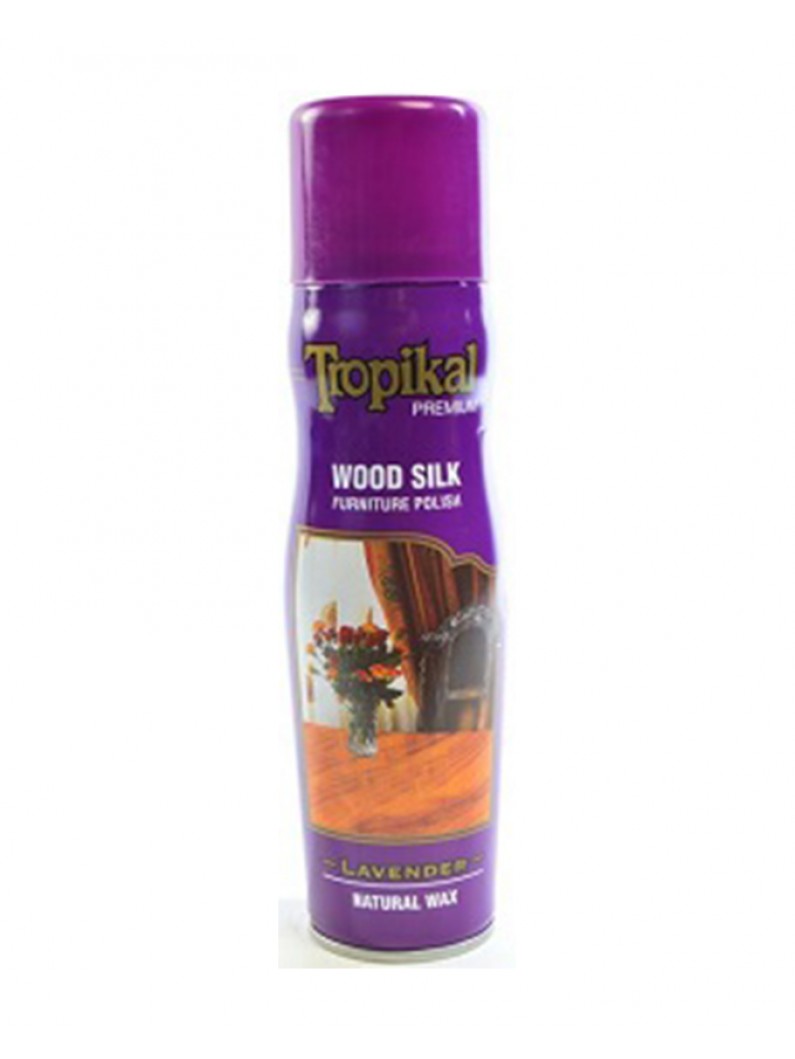 Tropikal
PREMIUM
WOOD SILK
FURNITURE POLISH
LAVENDER
NATURAL WAX